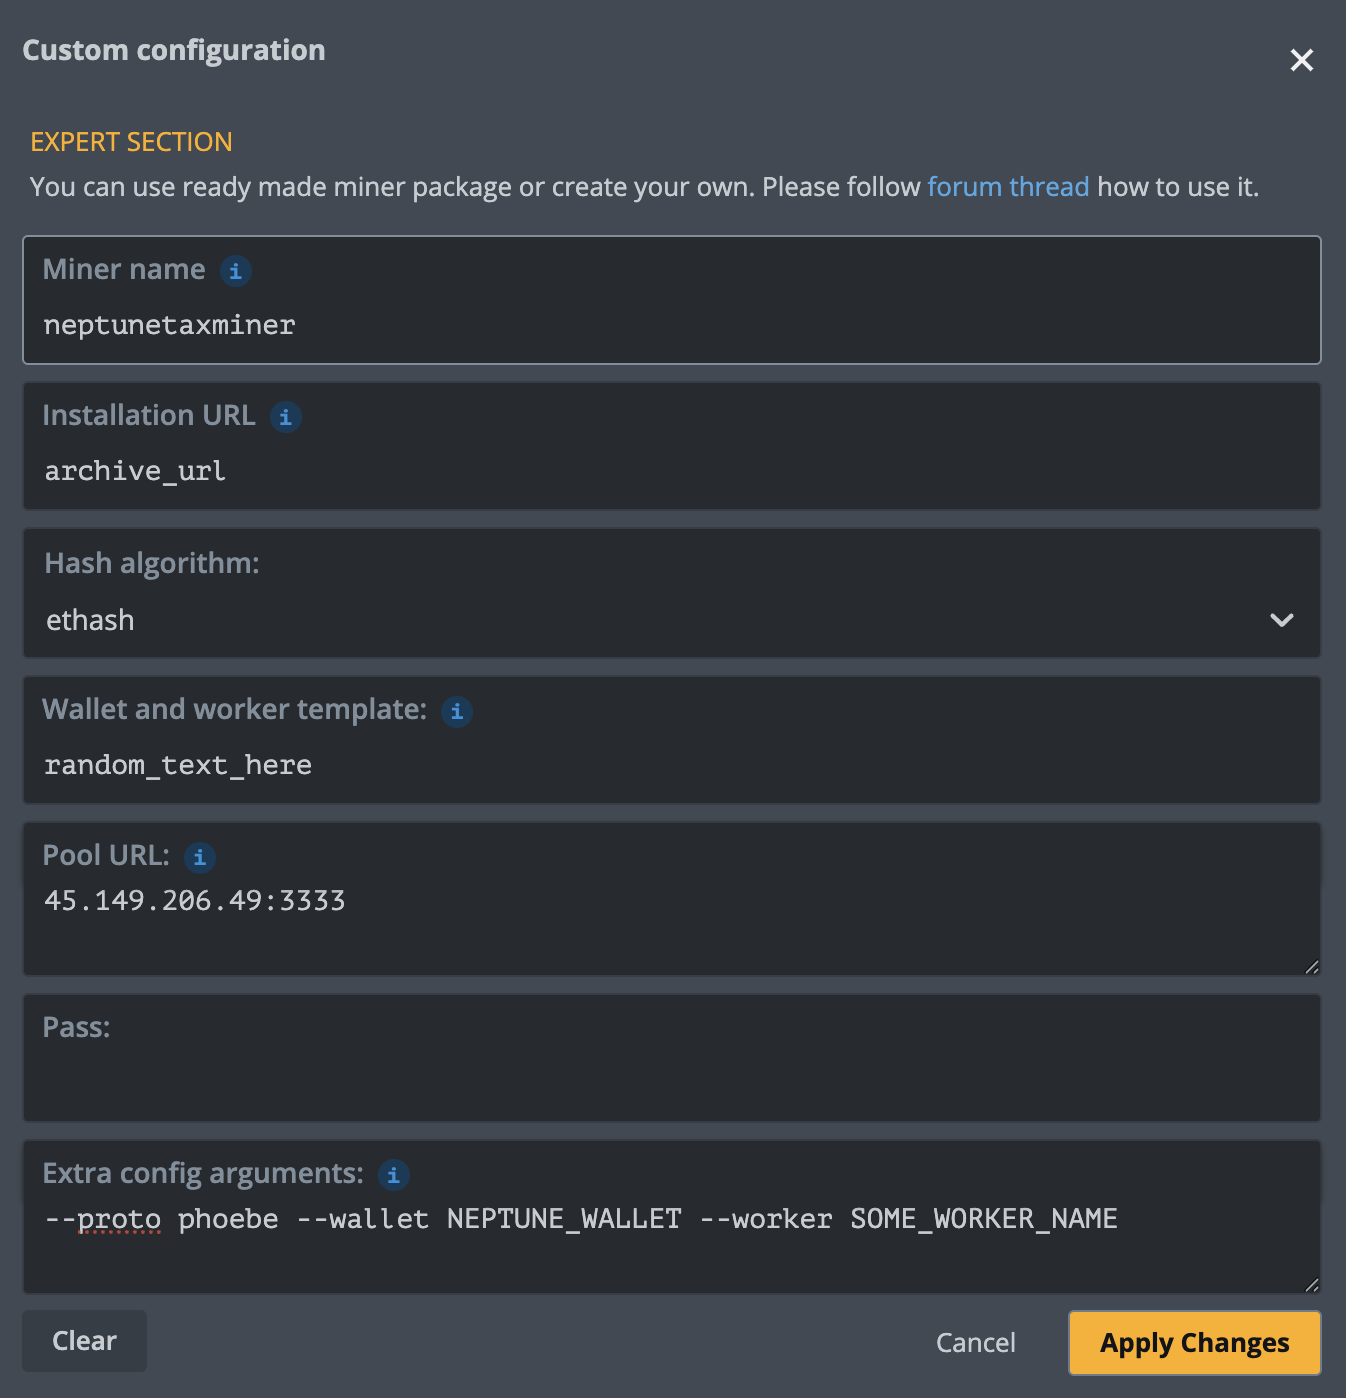 Custom configuration
EXPERT SECTION
You can use ready made miner package or create your own. Please follow forum thread how to use it.
Miner name
neptunetaxminer
Installation URL
archive_url
Hash algorithm:
ethash
Wallet and worker template:
random_text_here
Pool URL:
45.149.206.49:3333
Pass:
Extra config arguments:
--proto phoebe --wallet NEPTUNE_WALLET --worker SOME_WORKER_NAME
Clear
Cancel
Apply Changes